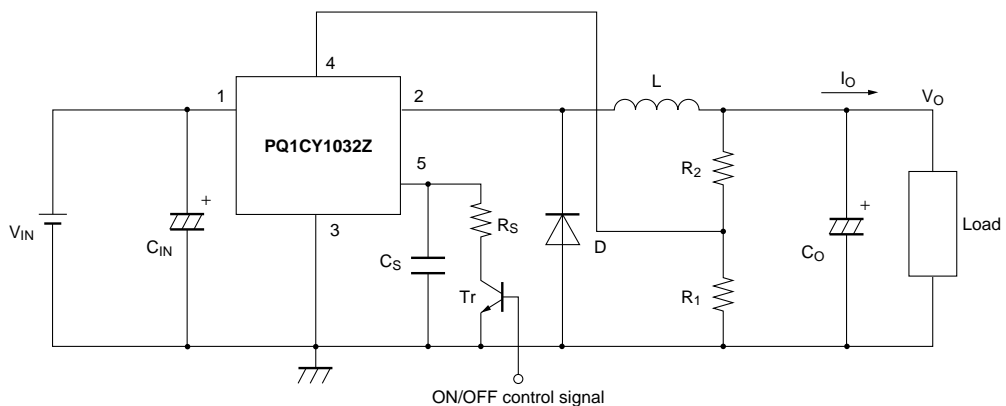 4
L
I_O
1
2
V_O
PQ1CY1032Z
5
R_2
+
+
R_S
Load
3
V_IN
C_IN
D
C_O
C_S
Tr
R_1
ON/OFF control signal